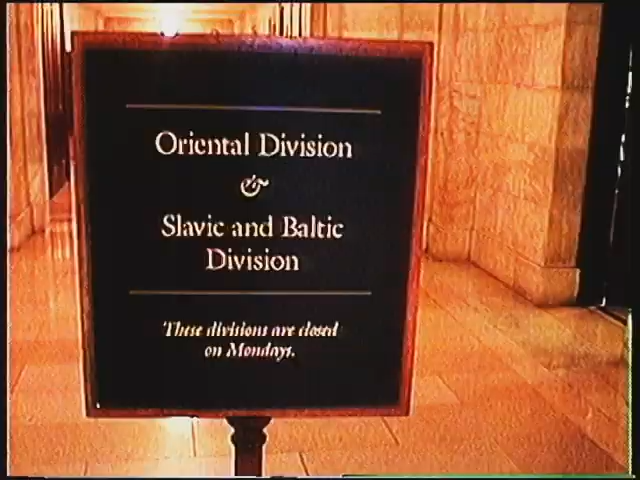 Oriental Division
&
Slavic and Baltic
Division
These divisions are closed
on Mondays.